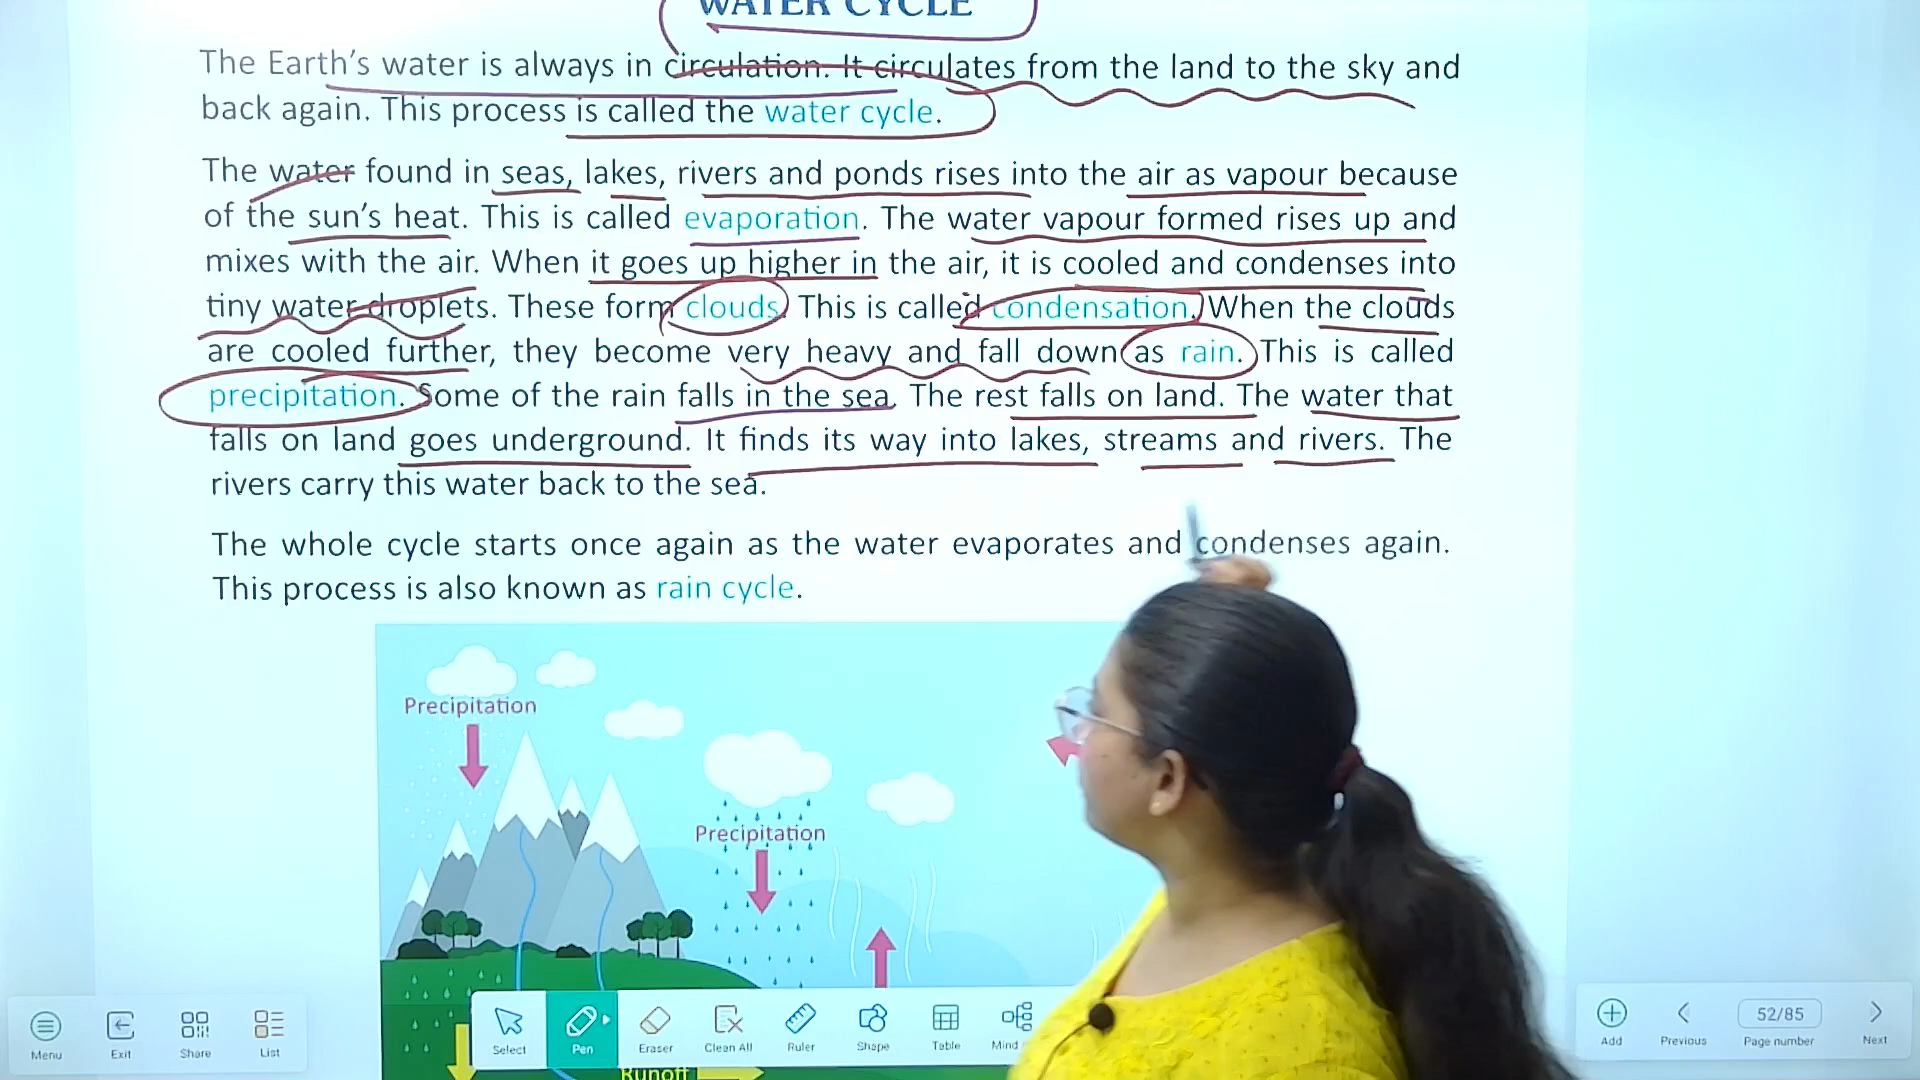 WATER CYCLE
The Earth's water is always in circulation. It circulates from the land to the sky and
back again. This process is called the water cycle.
The water found in seas, lakes, rivers and ponds rises into the air as vapour because
of the sun's heat. This is called evaporation. The water vapour formed rises up and
mixes with the air. When it goes up higher in the air, it is cooled and condenses into
tiny water droplets. These form clouds. This is called condensation. When the clouds
are cooled further, they become very heavy and fall down as rain. This is called
precipitation. Some of the rain falls in the sea. The rest falls on land. The water that
falls on land goes underground. It finds its way into lakes, streams and rivers. The
rivers carry this water back to the sea.
The whole cycle starts once again as the water evaporates and condenses again.
This process is also known as rain cycle.
Precipitation
Precipitation
Runoff
Menu Exit Share List
Select Pen Eraser Clean All Ruler Shape Table Mind
52/85
Add Previous Page number Next